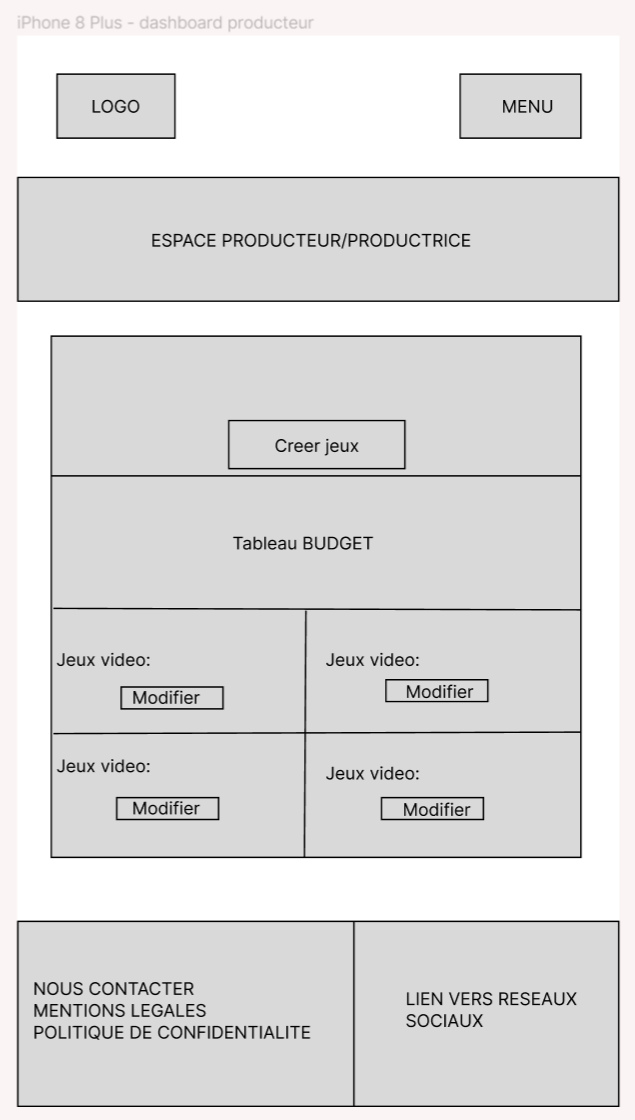 iPhone 8 Plus - dashboard producteur
LOGO
MENU
ESPACE PRODUCTEUR/PRODUCTRICE
Creer jeux
Tableau BUDGET
Jeux video:
Modifier
Jeux video:
Modifier
Jeux video:
Modifier
Jeux video:
Modifier
NOUS CONTACTER
MENTIONS LEGALES
POLITIQUE DE CONFIDENTIALITE
LIEN VERS RESEAUX
SOCIAUX